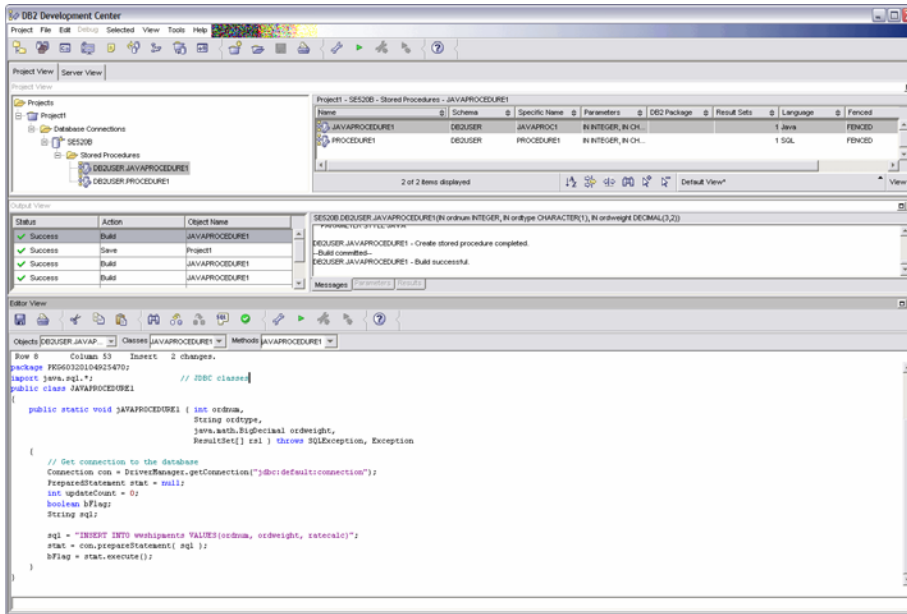 DB2 Development Center
Project File Edit Debug Selected View Tools Help
Project View Server View
Project View
Projects
Project1
Database Connections
SE520B
Stored Procedures
DB2USER.JAVAPROCEDURE1
DB2USER.PROCEDURE1
Project1 - SE520B - Stored Procedures - JAVAPROCEDURE1
Name Schema Specific Name Parameters DB2 Package Result Sets Language Fenced
JAVAPROCEDURE1 DB2USER JAVAPROC1 IN INTEGER, IN CH... 1 Java FENCED
PROCEDURE1 DB2USER PROCEDURE1 IN INTEGER, IN CH... 1 SQL FENCED
2 of 2 items displayed Default View* View
Output View
Status Action Object Name
Success Build JAVAPROCEDURE1
Success Save Project1
Success Build JAVAPROCEDURE1
Success Build JAVAPROCEDURE1
SE520B.DB2USER.JAVAPROCEDURE1(IN ordnum INTEGER, IN ordtype CHARACTER(1), IN ordweight DECIMAL(3,2))
PARAMETER STYLE JAVA
DB2USER.JAVAPROCEDURE1 - Create stored procedure completed.
--Build committed--
DB2USER.JAVAPROCEDURE1 - Build successful.
Messages Parameters Results
Editor View
Objects DB2USER.JAVAP... Classes JAVAPROCEDURE1 Methods jAVAPROCEDURE1
Row 8 Column 53 Insert 2 changes.
package PKG60320104925470;
import java.sql.*; // JDBC classes
public class JAVAPROCEDURE1
{
public static void jAVAPROCEDURE1 ( int ordnum,
String ordtype,
java.math.BigDecimal ordweight,
ResultSet[] rs1 ) throws SQLException, Exception
{
// Get connection to the database
Connection con = DriverManager.getConnection("jdbc:default:connection");
PreparedStatement stmt = null;
int updateCount = 0;
boolean bFlag;
String sql;
sql = "INSERT INTO wwshipments VALUES(ordnum, ordweight, ratecalc)";
stmt = con.prepareStatement( sql );
bFlag = stmt.execute();
}
}